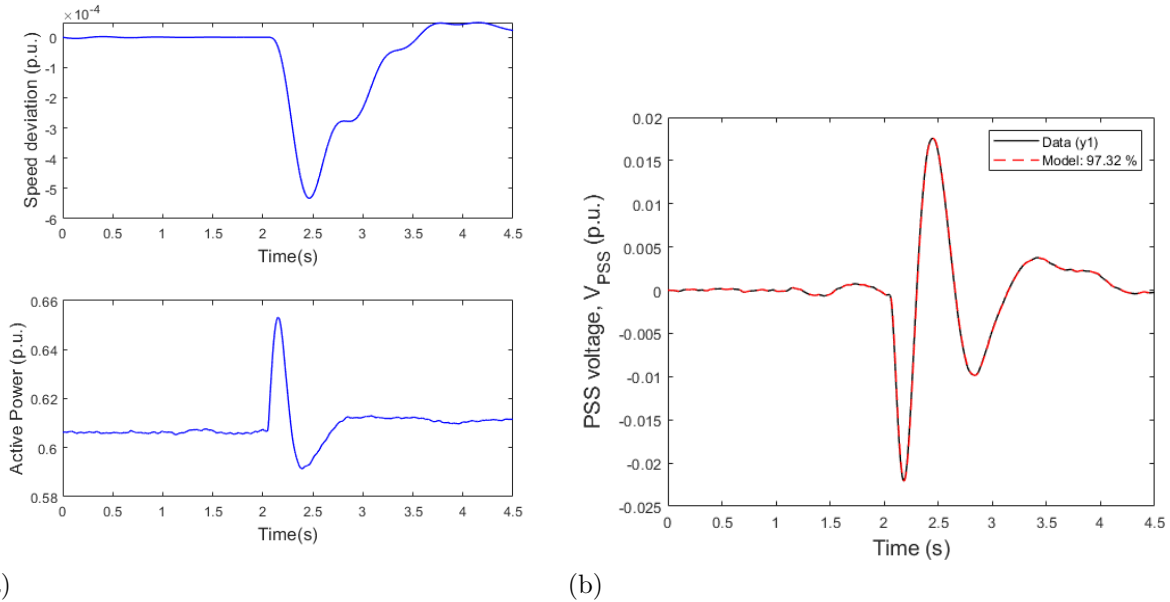 ×10⁻⁴
0
-1
-2
-3
-4
-5
-6
Speed deviation (p.u.)
0 0.5 1 1.5 2 2.5 3 3.5 4 4.5
Time(s)
0.66
0.64
0.62
0.6
0.58
Active Power (p.u.)
0 0.5 1 1.5 2 2.5 3 3.5 4 4.5
Time(s)
)
0.02
0.015
0.01
0.005
0
-0.005
-0.01
-0.015
-0.02
-0.025
PSS voltage, V_PSS (p.u.)
Data (y1)
Model: 97.32 %
0 0.5 1 1.5 2 2.5 3 3.5 4 4.5
Time (s)
(b)